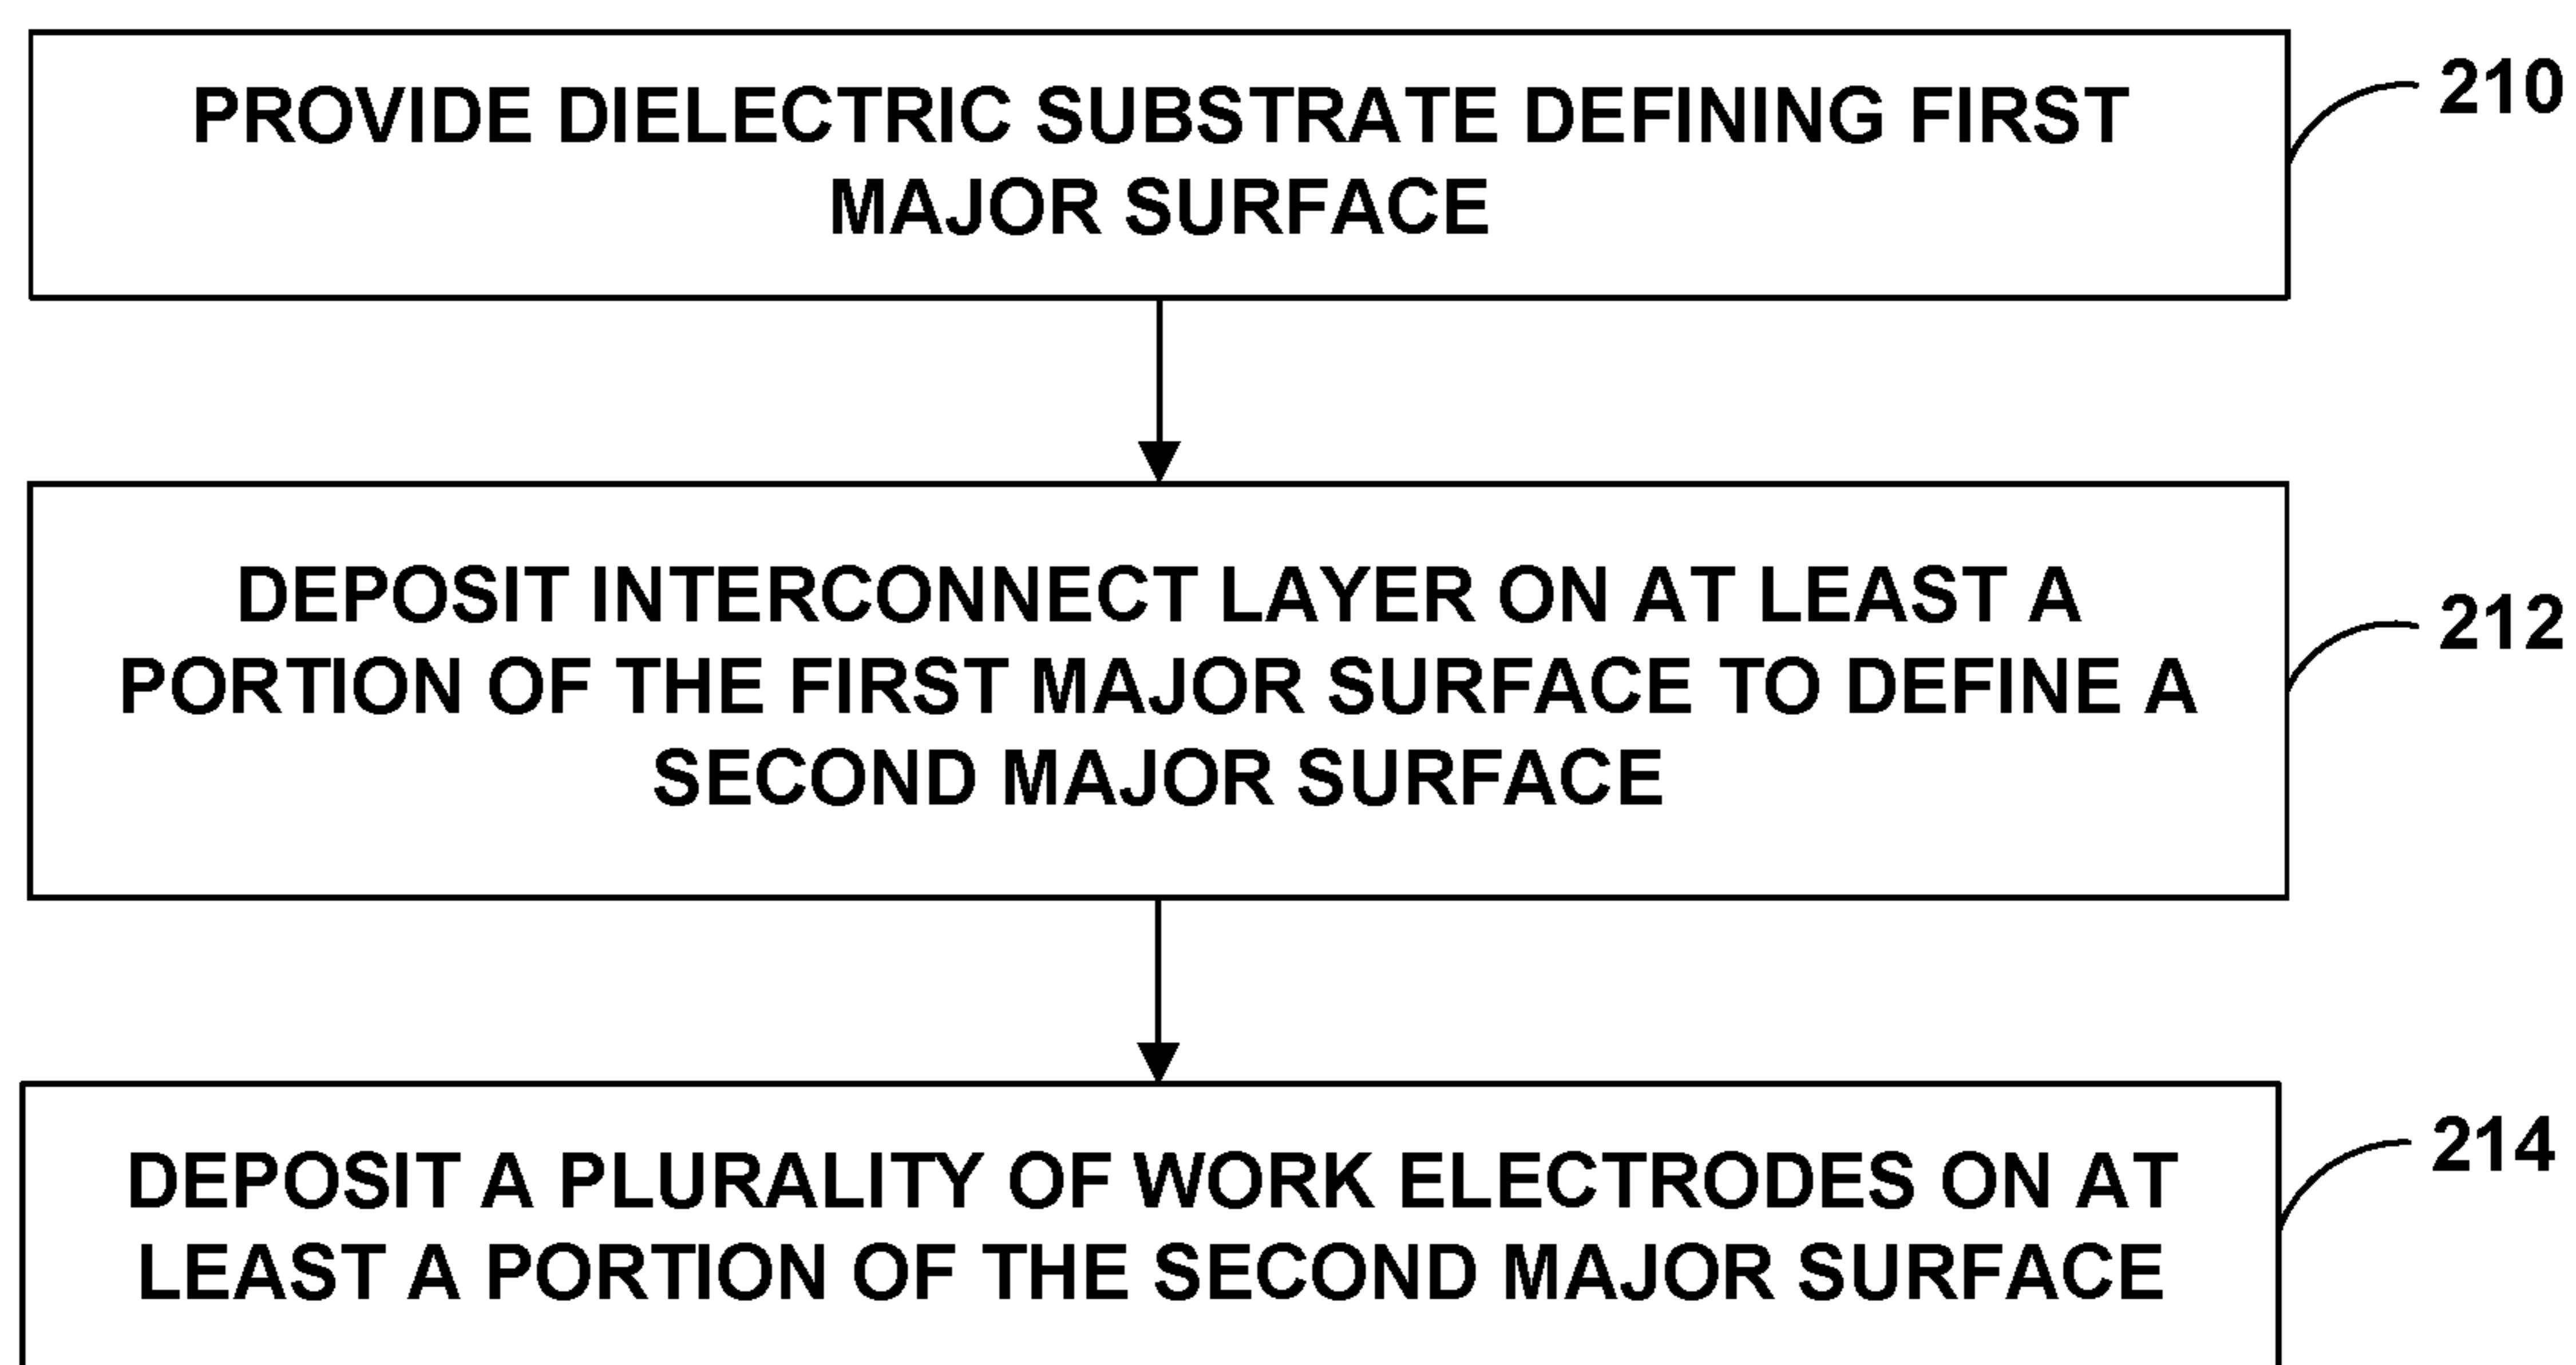 PROVIDE DIELECTRIC SUBSTRATE DEFINING FIRST
MAJOR SURFACE
210
DEPOSIT INTERCONNECT LAYER ON AT LEAST A
PORTION OF THE FIRST MAJOR SURFACE TO DEFINE A
SECOND MAJOR SURFACE
212
DEPOSIT A PLURALITY OF WORK ELECTRODES ON AT
LEAST A PORTION OF THE SECOND MAJOR SURFACE
214